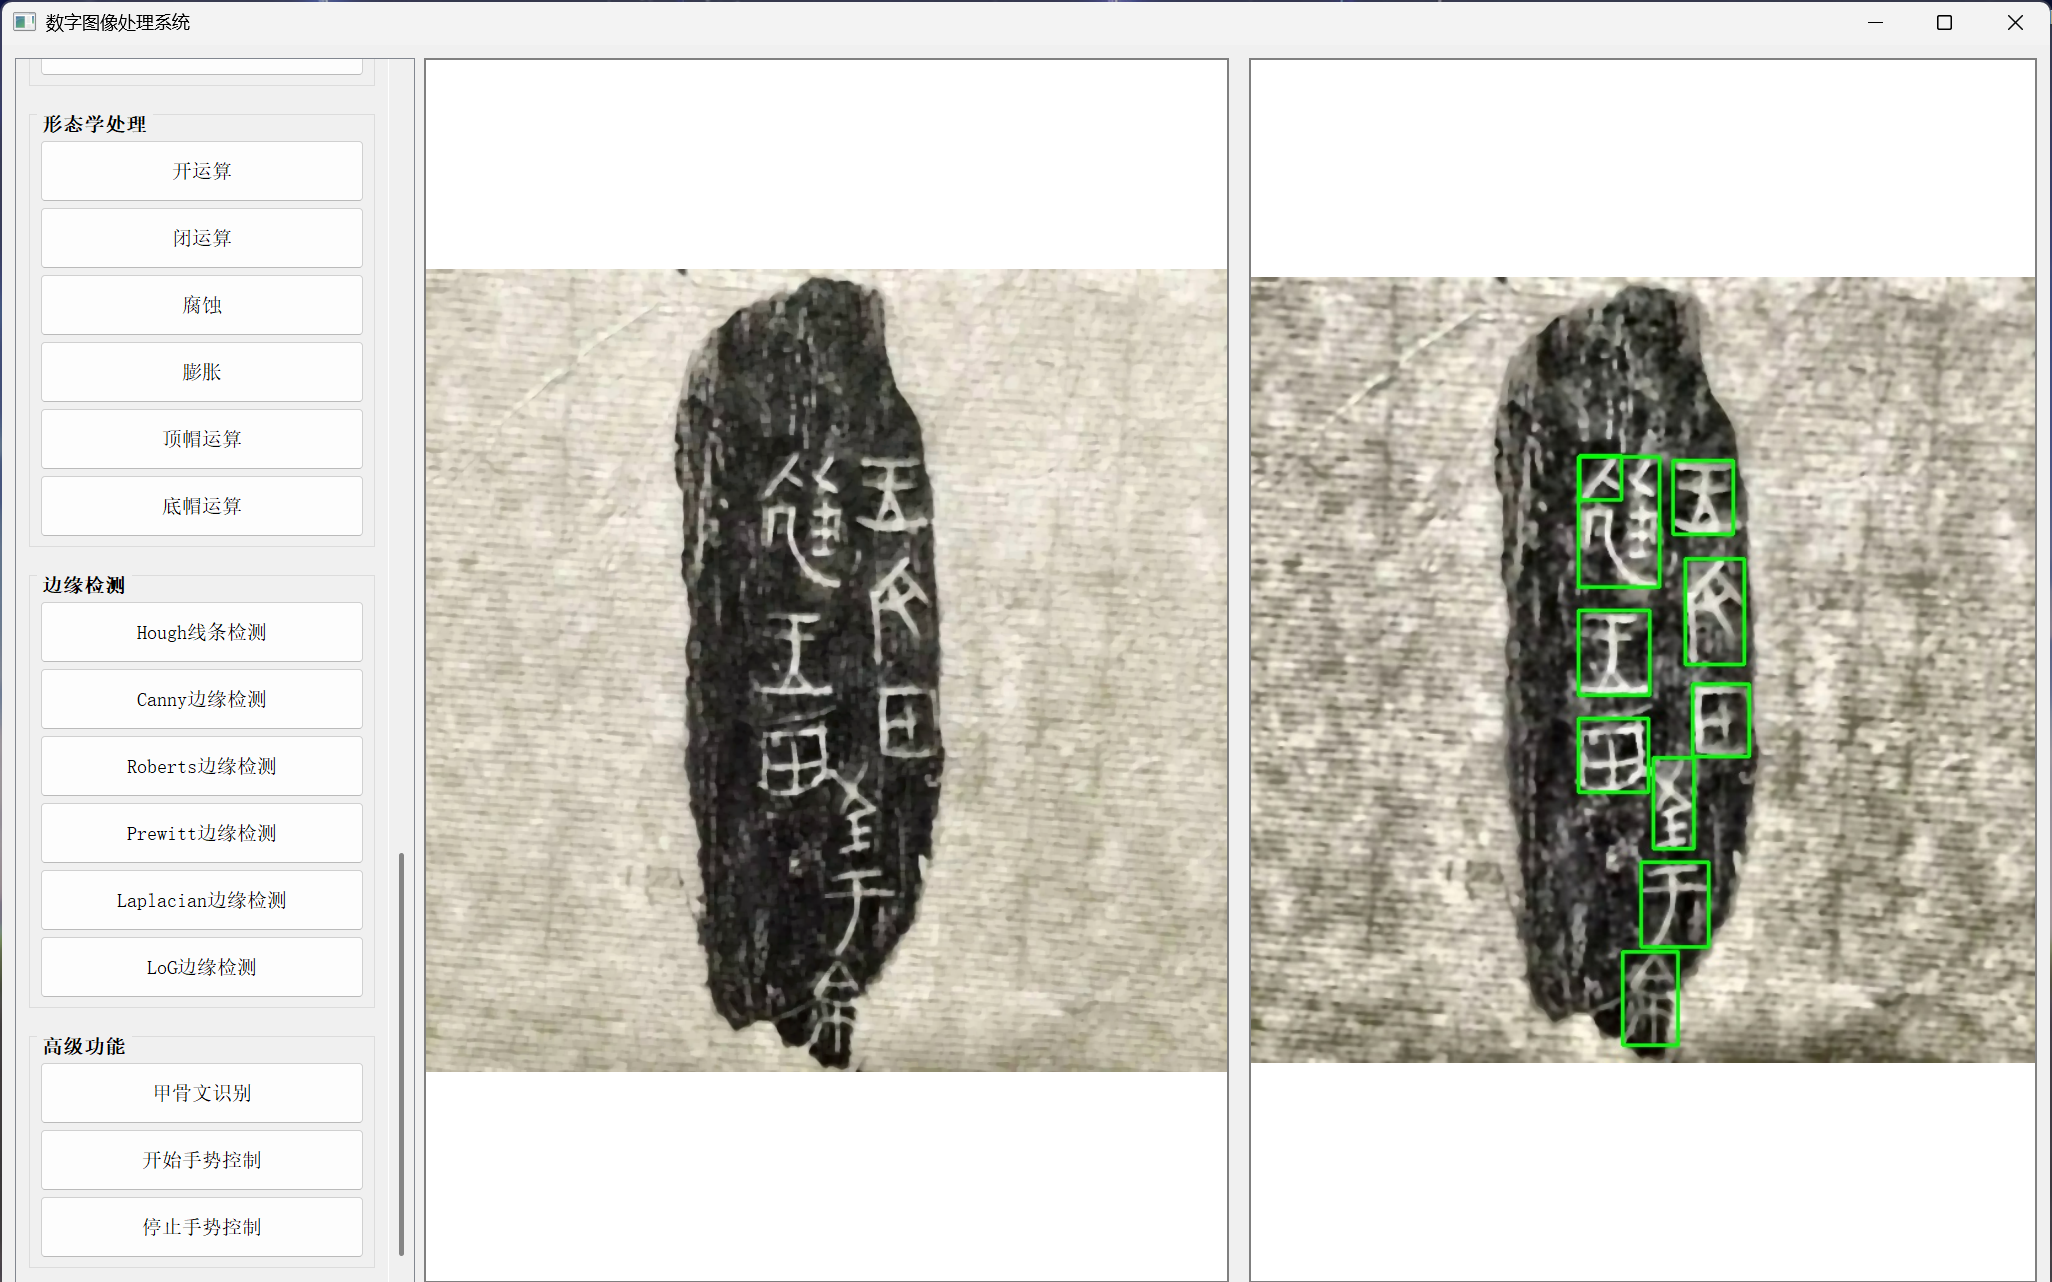 数字图像处理系统
形态学处理
开运算
闭运算
腐蚀
膨胀
顶帽运算
底帽运算
边缘检测
Hough线条检测
Canny边缘检测
Roberts边缘检测
Prewitt边缘检测
Laplacian边缘检测
LoG边缘检测
高级功能
甲骨文识别
开始手势控制
停止手势控制